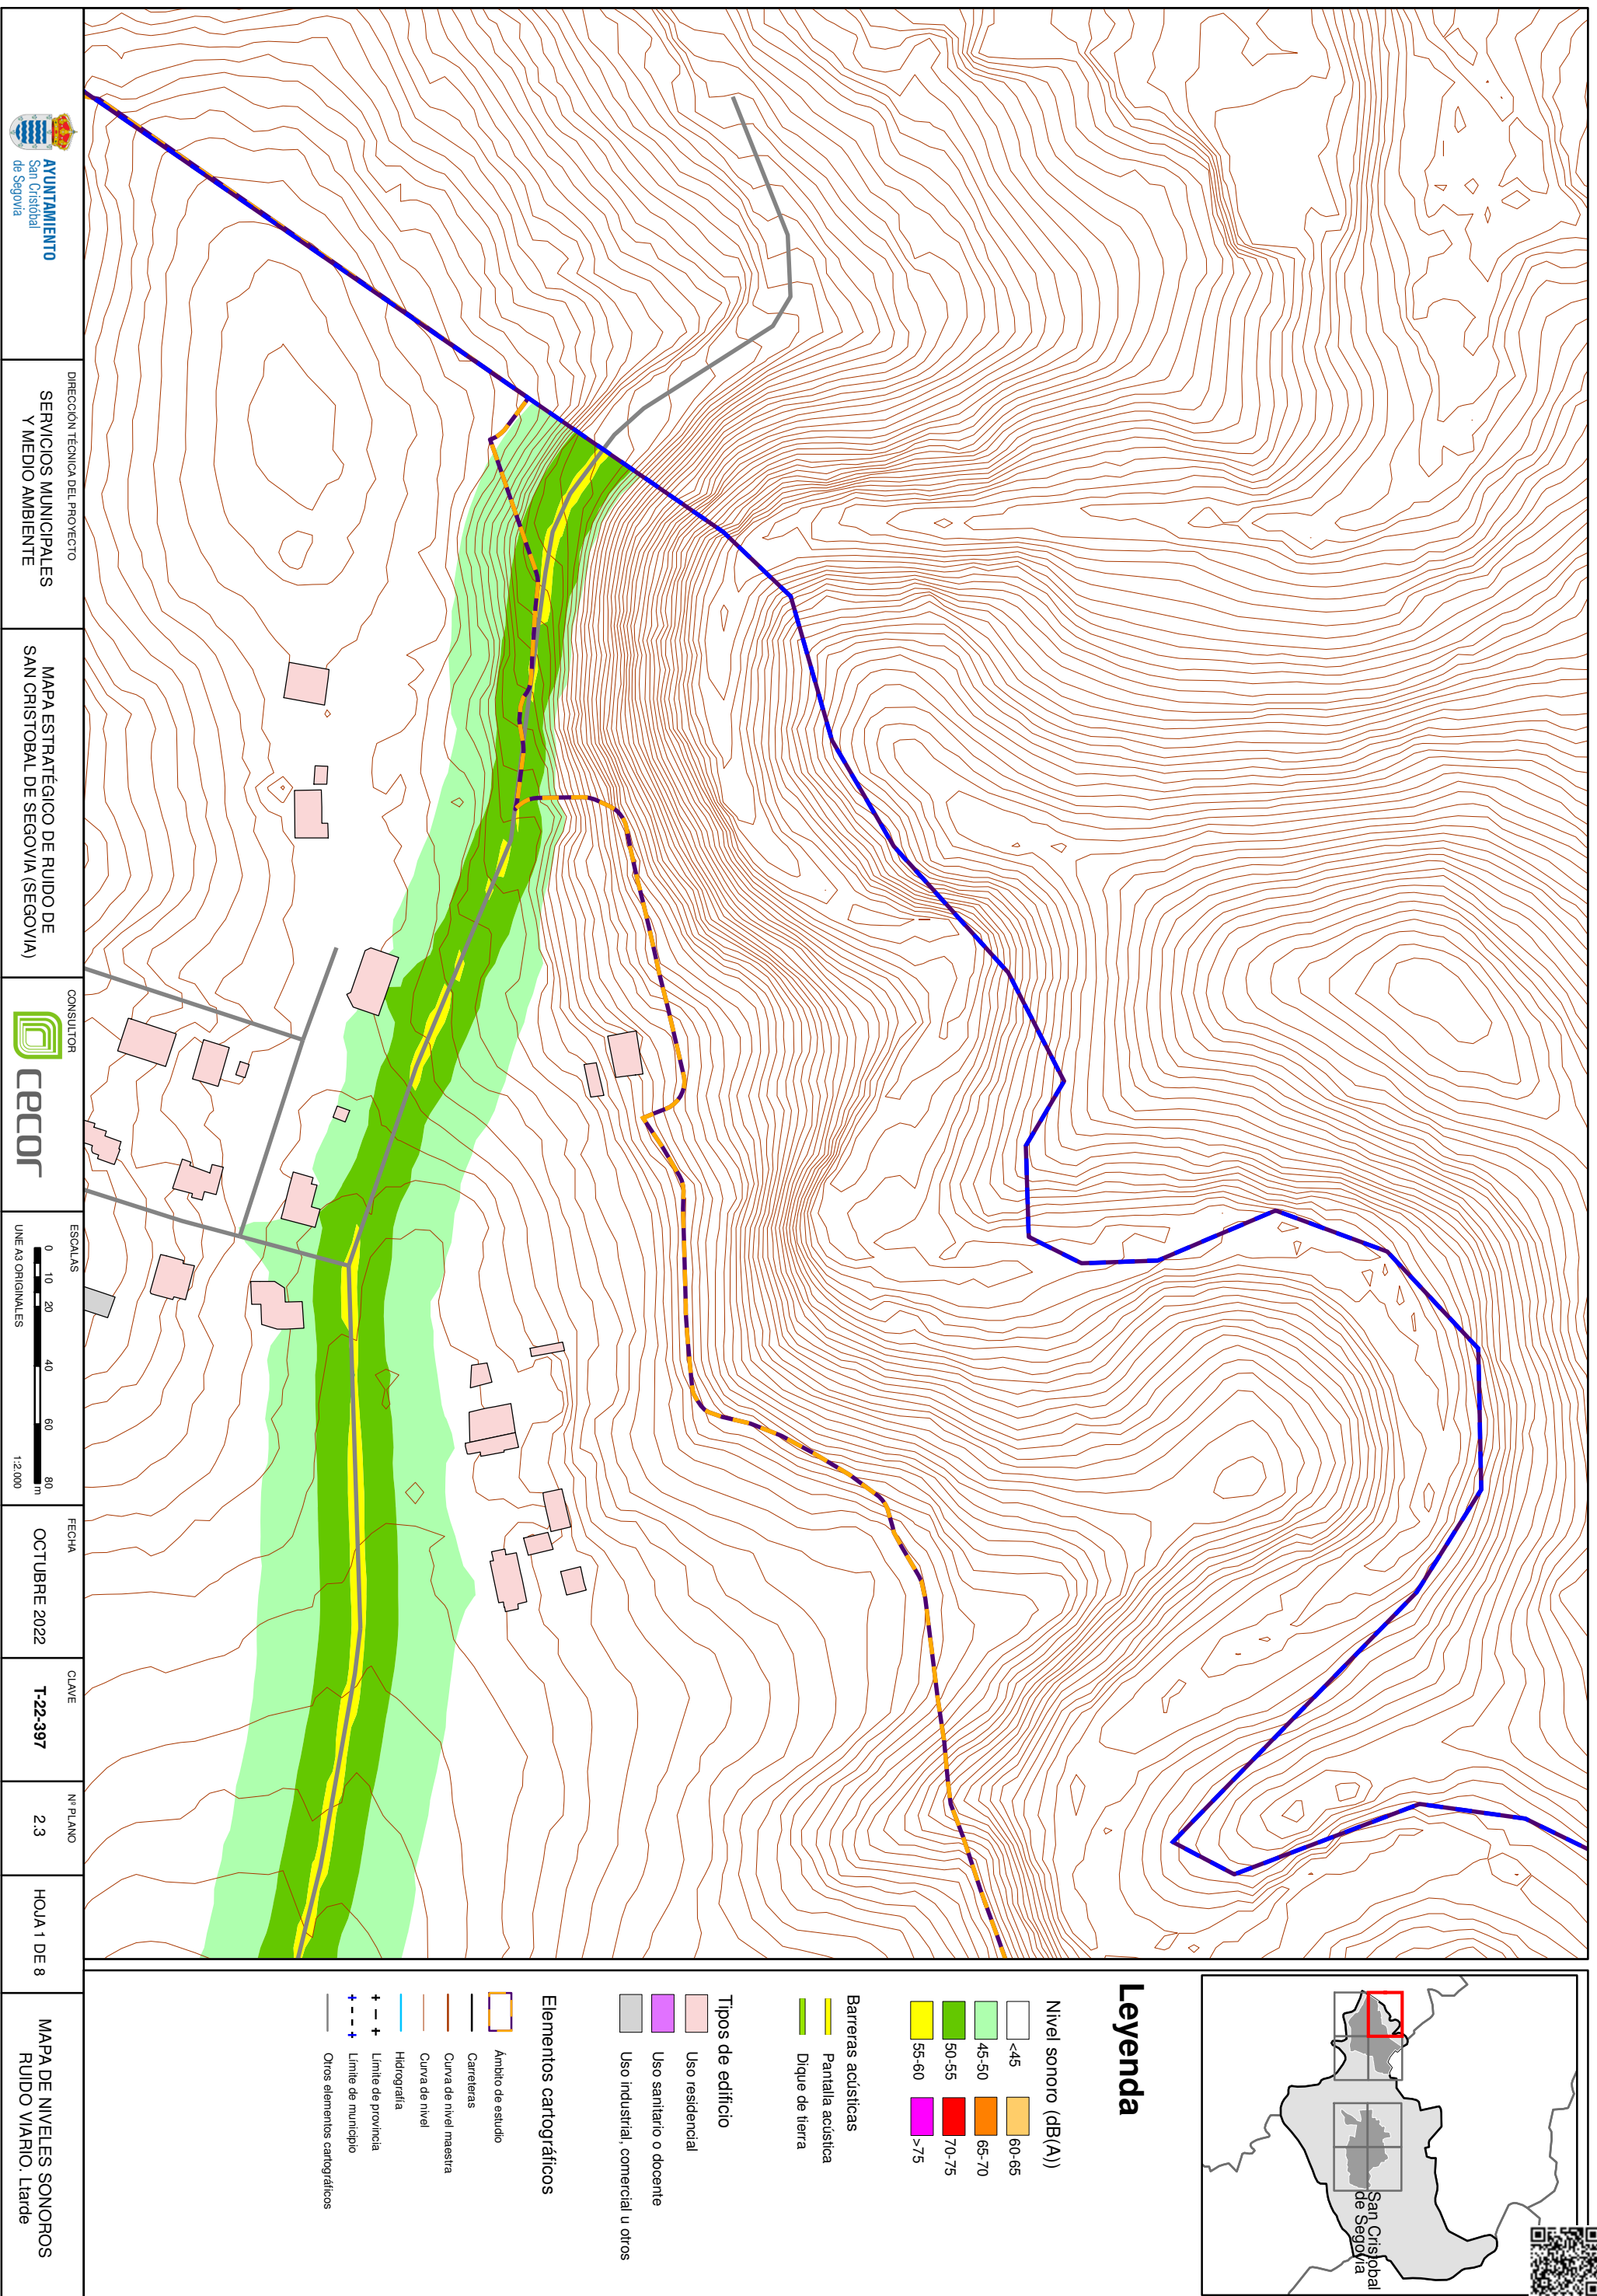 San Cristobal
de Segovia
Leyenda
Nivel sonoro (dB(A))
<45
45-50
50-55
55-60
60-65
65-70
70-75
>75
Barreras acústicas
Pantalla acústica
Dique de tierra
Tipos de edificio
Uso residencial
Uso sanitario o docente
Uso industrial, comercial u otros
Elementos cartográficos
Ámbito de estudio
Carreteras
Curva de nivel maestra
Curva de nivel
Hidrografía
Límite de provincia
Límite de municipio
Otros elementos cartográficos
AYUNTAMIENTO
San Cristóbal
de Segovia
DIRECCIÓN TÉCNICA DEL PROYECTO
SERVICIOS MUNICIPALES
Y MEDIO AMBIENTE
MAPA ESTRATÉGICO DE RUIDO DE
SAN CRISTOBAL DE SEGOVIA (SEGOVIA)
CONSULTOR
cecor
ESCALAS
0 10 20 40 60 80 m
UNE A3 ORIGINALES 1:2.000
FECHA
OCTUBRE 2022
CLAVE
T-22-397
Nº PLANO
2.3
HOJA 1 DE 8
MAPA DE NIVELES SONOROS
RUIDO VIARIO. Ltarde